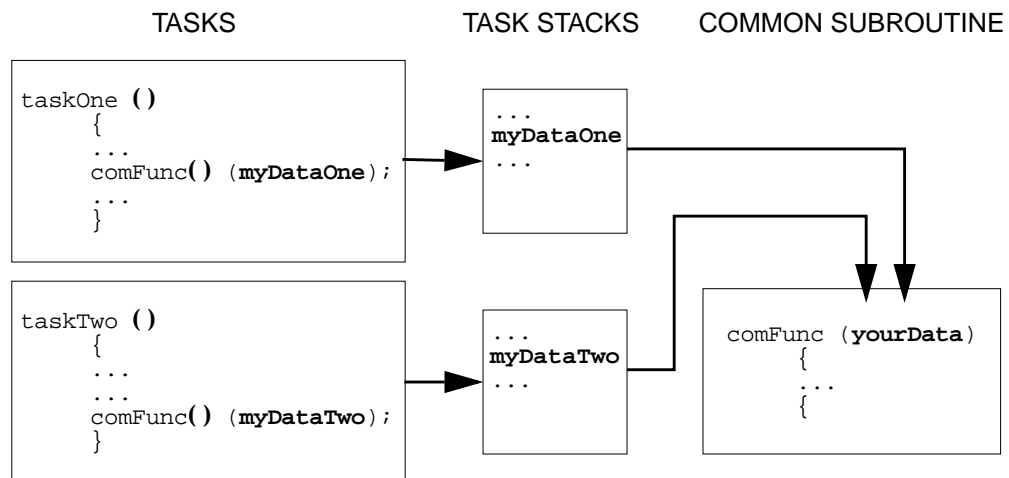 TASKS
TASK STACKS
COMMON SUBROUTINE
taskOne ()
{
...
comFunc() (myDataOne);
...
}
...
myDataOne
...
taskTwo ()
{
...
...
comFunc() (myDataTwo);
}
...
myDataTwo
...
comFunc (yourData)
{
...
{